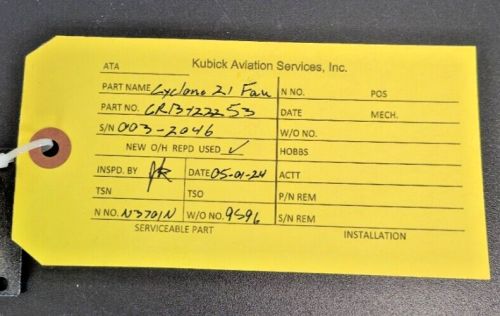 Kubick Aviation Services, Inc.
ATA
PART NAME Cyclone 21 Fan N NO. POS
PART NO. CR13422253 DATE MECH.
S/N 003-2046 W/O NO.
NEW O/H REPD USED ✓ HOBBS
INSPD. BY JR DATE 05-01-24 ACTT
TSN TSO P/N REM
N NO. N3701N W/O NO. 9596 S/N REM
SERVICEABLE PART INSTALLATION